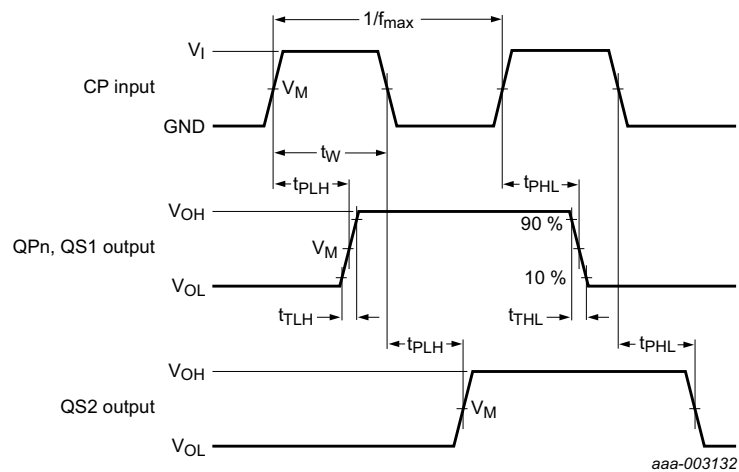 1/fmax
VI
CP input
VM
GND
tW
tPLH
tPHL
VOH
90 %
QPn, QS1 output
VM
10 %
VOL
tTLH
tTHL
tPLH
tPHL
VOH
QS2 output
VM
VOL
aaa-003132